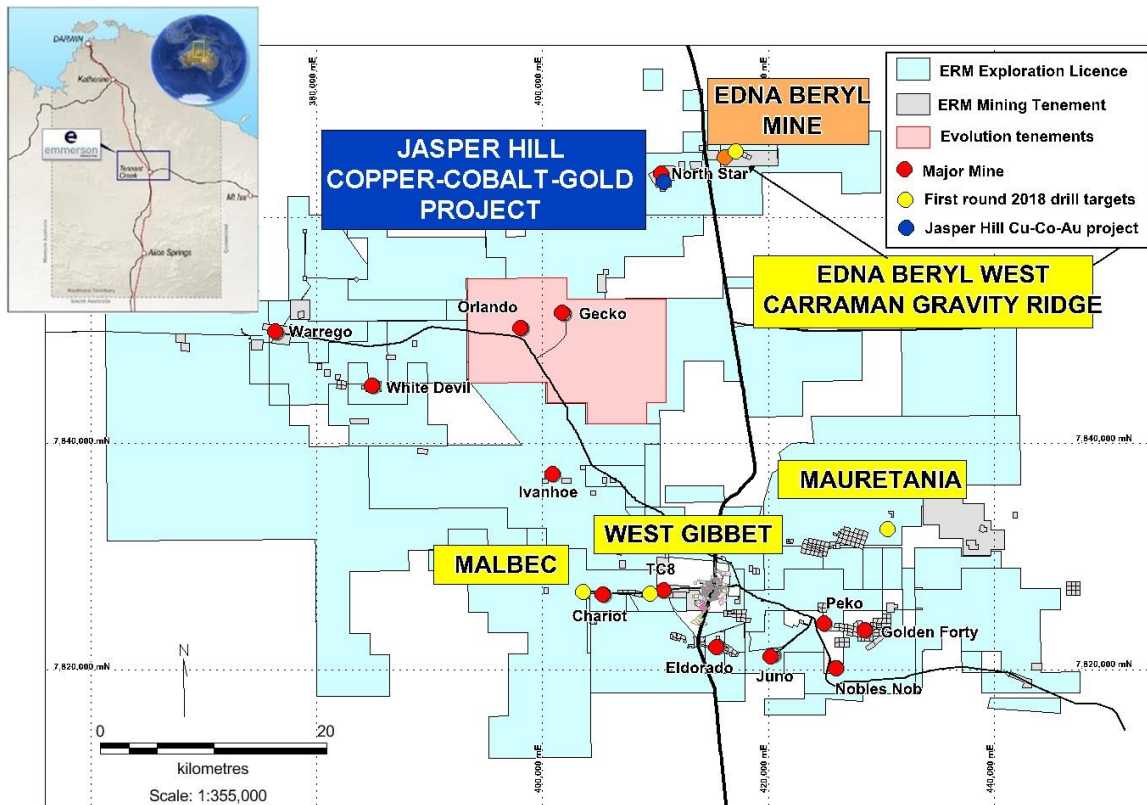 DARWIN
Katherine
e
emmerson
Tennant
Creek
Mt Isa
Alice Springs
Northern Territory
South Australia
380,000 mE
400,000 mE
ERM Exploration Licence
ERM Mining Tenement
Evolution tenements
Major Mine
First round 2018 drill targets
Jasper Hill Cu-Co-Au project
EDNA BERYL
MINE
JASPER HILL
COPPER-COBALT-GOLD
PROJECT
North Star
EDNA BERYL WEST
CARRAMAN GRAVITY RIDGE
Orlando
Gecko
Warrego
White Devil
7,840,000 mN
7,840,000 mN
Ivanhoe
MAURETANIA
WEST GIBBET
MALBEC
TC8
Chariot
Peko
Golden Forty
Eldorado
Juno
Nobles Nob
7,820,000 mN
7,820,000 mN
N
0
20
kilometres
Scale: 1:355,000
400,000 mE
420,000 mE
440,000 mE